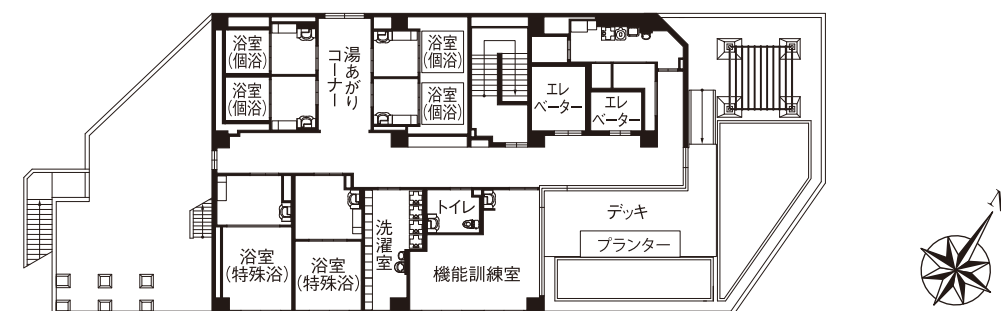 浴室
(個浴)
浴室
(個浴)
湯あがり
コーナー
浴室
(個浴)
浴室
(個浴)
エレ
ベーター
エレ
ベーター
トイレ
洗濯室
浴室
(特殊浴)
浴室
(特殊浴)
機能訓練室
デッキ
プランター
N